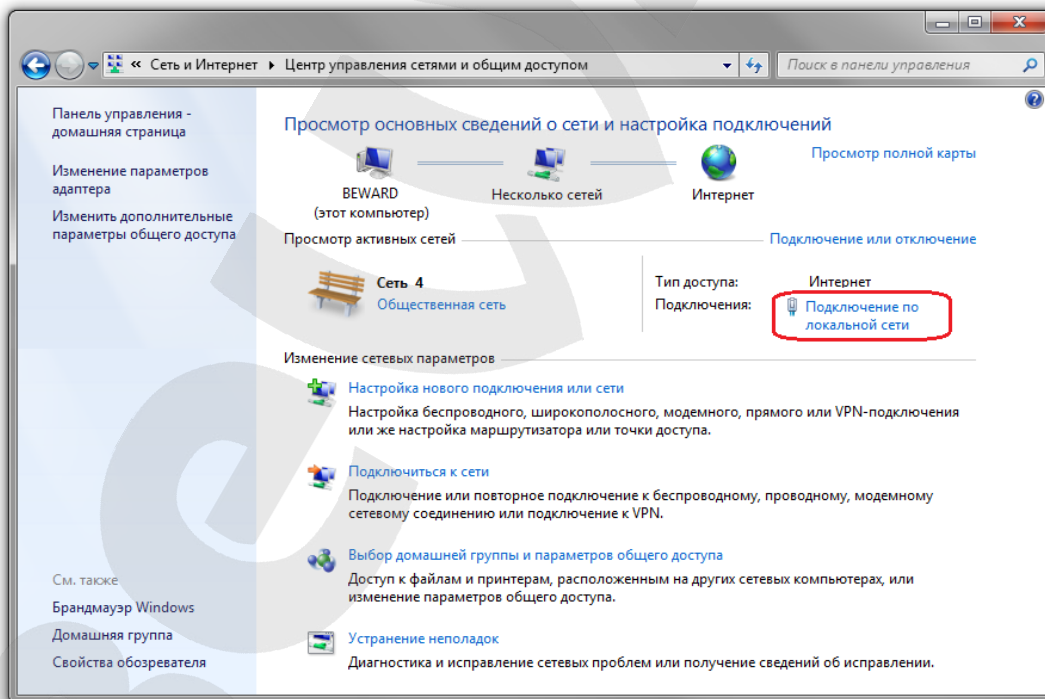 « Сеть и Интернет ▸ Центр управления сетями и общим доступом
Поиск в панели управления
Панель управления -
домашняя страница
Изменение параметров
адаптера
Изменить дополнительные
параметры общего доступа
См. также
Брандмауэр Windows
Домашняя группа
Свойства обозревателя
Просмотр основных сведений о сети и настройка подключений
Просмотр полной карты
BEWARD
(этот компьютер)
Несколько сетей
Интернет
Просмотр активных сетей
Подключение или отключение
Сеть 4
Общественная сеть
Тип доступа: Интернет
Подключения: Подключение по
локальной сети
Изменение сетевых параметров
Настройка нового подключения или сети
Настройка беспроводного, широкополосного, модемного, прямого или VPN-подключения
или же настройка маршрутизатора или точки доступа.
Подключиться к сети
Подключение или повторное подключение к беспроводному, проводному, модемному
сетевому соединению или подключение к VPN.
Выбор домашней группы и параметров общего доступа
Доступ к файлам и принтерам, расположенным на других сетевых компьютерах, или
изменение параметров общего доступа.
Устранение неполадок
Диагностика и исправление сетевых проблем или получение сведений об исправлении.